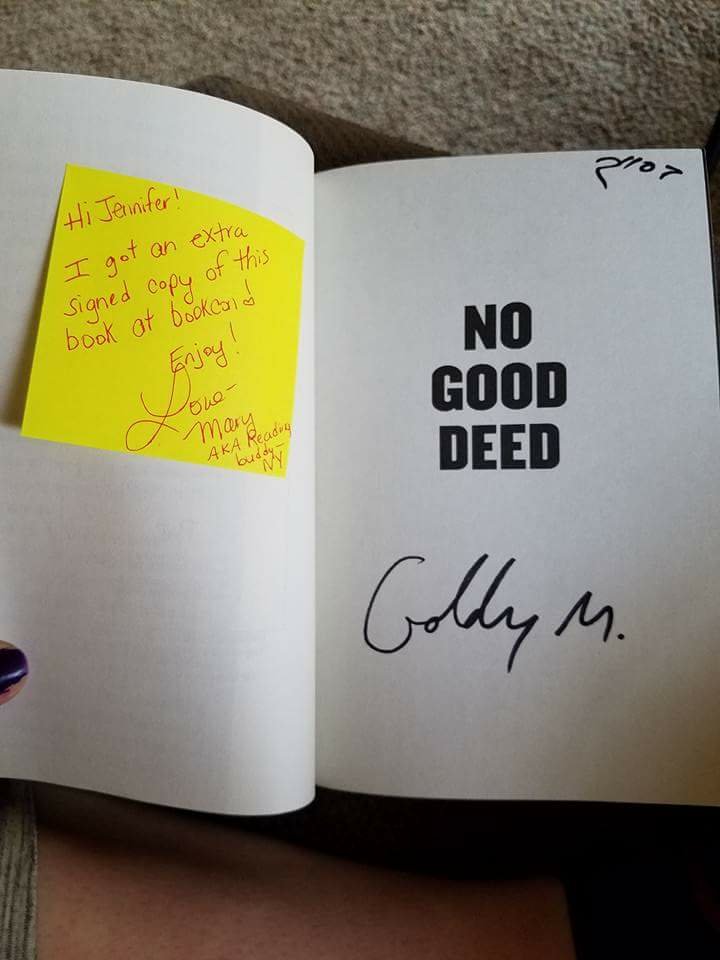 Hi Jennifer!
I got an extra
signed copy of this
book at bookcon!
Enjoy!
Love-
Mary
AKA Reading
buddy-
NY
NO
GOOD
DEED
Goldy M.